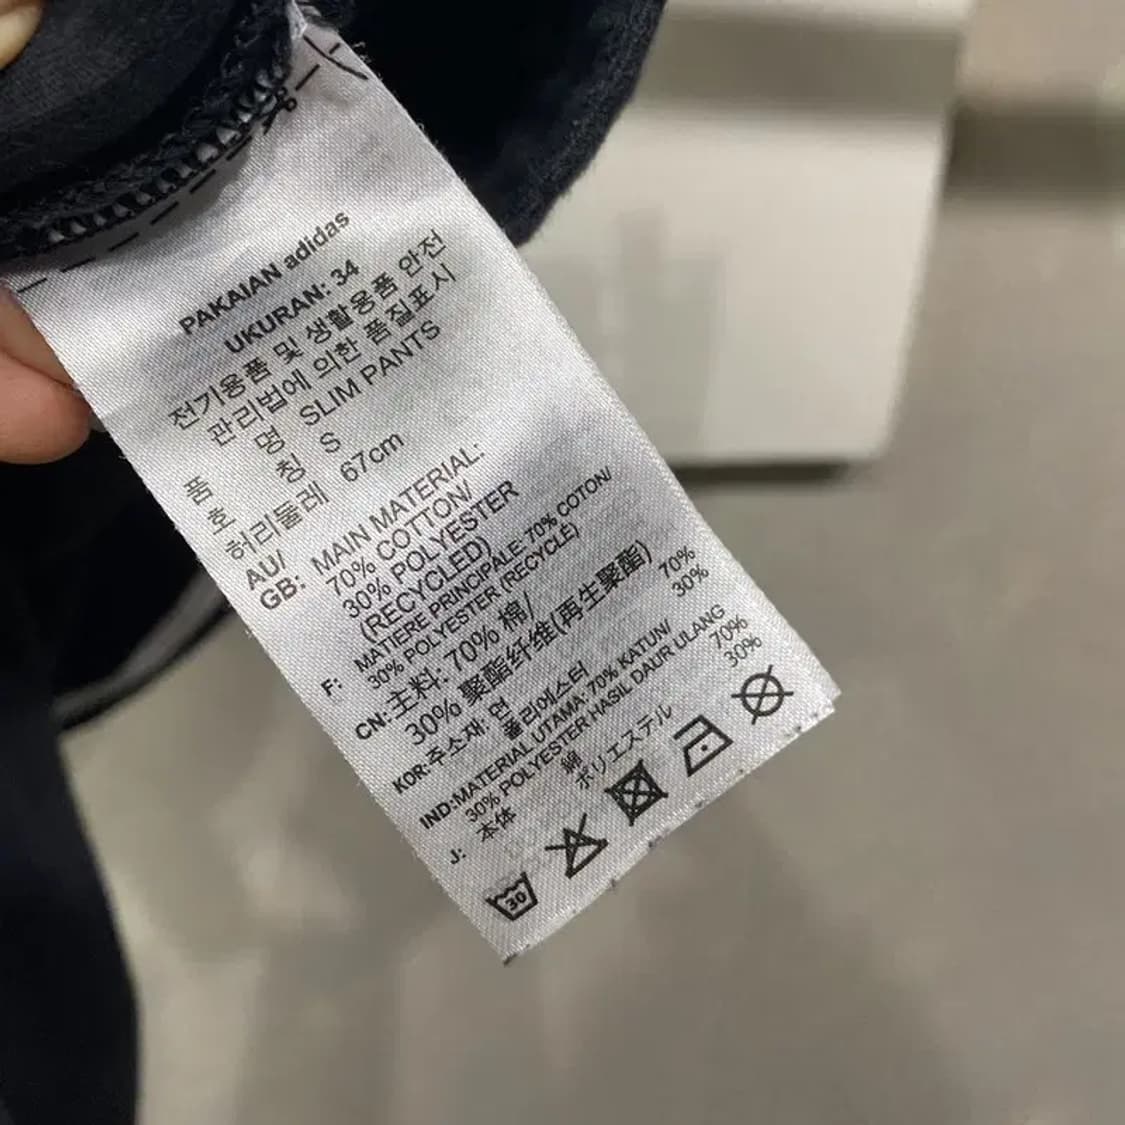 PAKAIAN adidas
UKURAN: 34
전기용품 및 생활용품 안전
관리법에 의한 품질표시
품 명 SLIM PANTS
호 칭 S
허리둘레 67cm
AU/
GB: MAIN MATERIAL:
70% COTTON/
30% POLYESTER
(RECYCLED)
F: MATIERE PRINCIPALE: 70% COTON/
30% POLYESTER (RECYCLÉ)
CN: 主料: 70% 棉/
30% 聚酯纤维(再生聚酯)
KOR: 주소재: 면 70%
폴리에스터 30%
IND: MATERIAL UTAMA: 70% KATUN/
30% POLYESTER HASIL DAUR ULANG
J: 本体 綿 70%
ポリエステル 30%
30